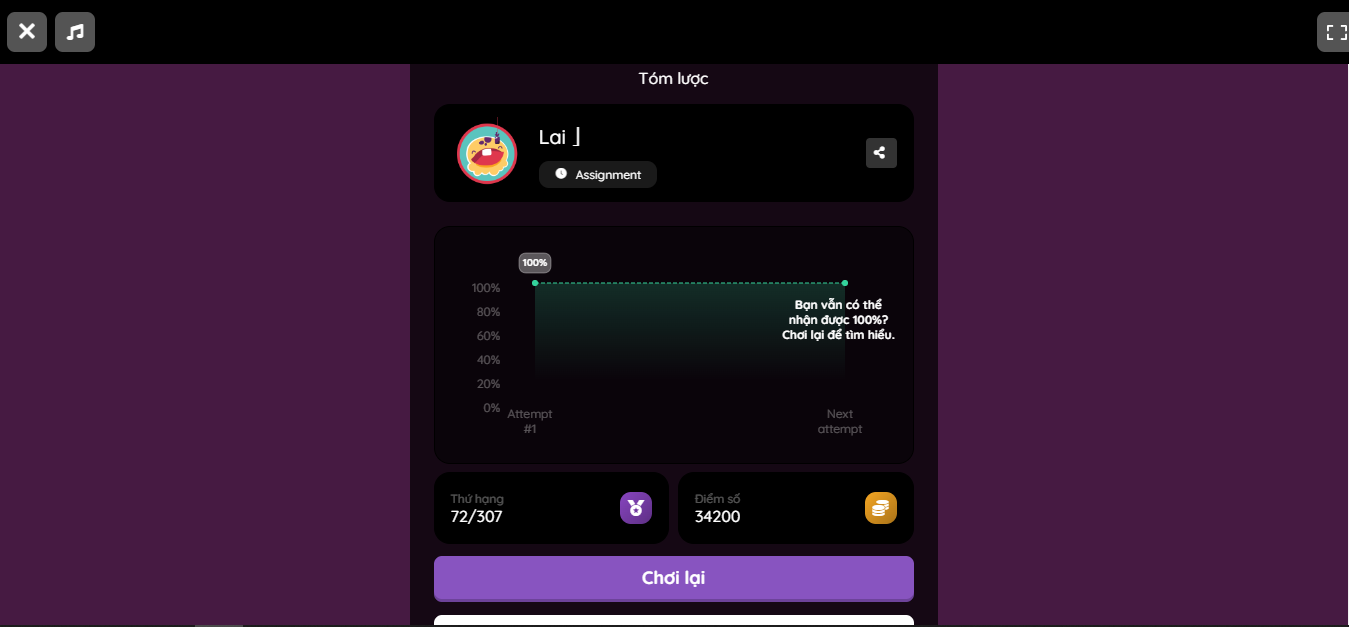 Tóm lược
Lai 」
Assignment
100%
100%
80%
60%
40%
20%
0%
Bạn vẫn có thể
nhận được 100%?
Chơi lại để tìm hiểu.
Attempt
#1
Next
attempt
Thứ hạng
72/307
Điểm số
34200
Chơi lại